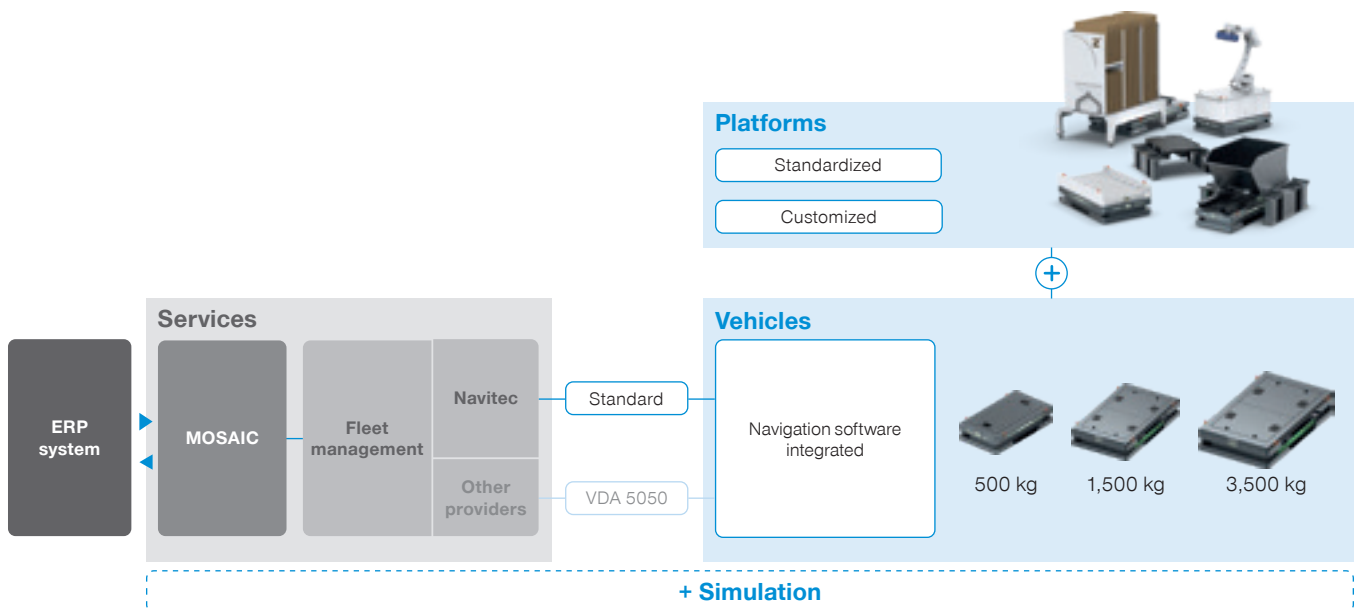 Platforms
Standardized
Customized
+
Services
Vehicles
ERP
system
MOSAIC
Fleet
management
Navitec
Other
providers
Standard
VDA 5050
Navigation software
integrated
500 kg
1,500 kg
3,500 kg
+ Simulation